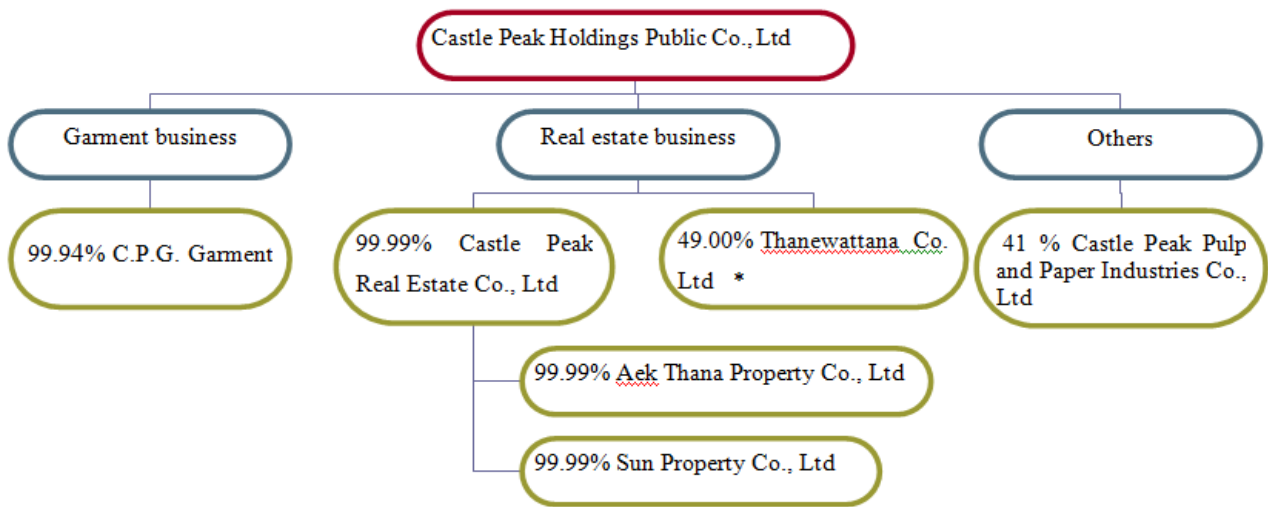 Castle Peak Holdings Public Co., Ltd
Garment business
Real estate business
Others
99.94% C.P.G. Garment
99.99% Castle Peak
Real Estate Co., Ltd
49.00% Thanewattana Co.
Ltd *
41 % Castle Peak Pulp
and Paper Industries Co.,
Ltd
99.99% Aek Thana Property Co., Ltd
99.99% Sun Property Co., Ltd